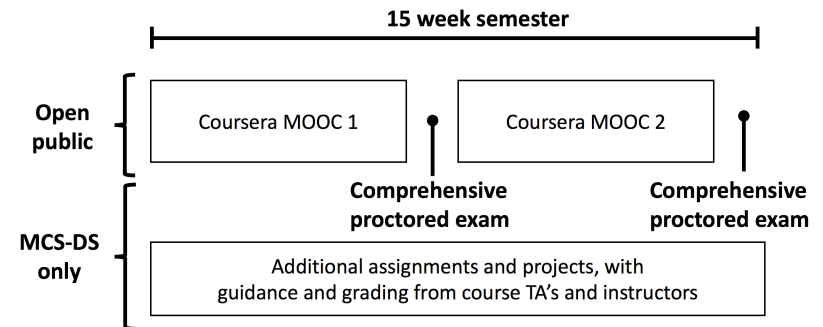 15 week semester
Open
public
Coursera MOOC 1
Coursera MOOC 2
Comprehensive
proctored exam
Comprehensive
proctored exam
MCS-DS
only
Additional assignments and projects, with
guidance and grading from course TA's and instructors